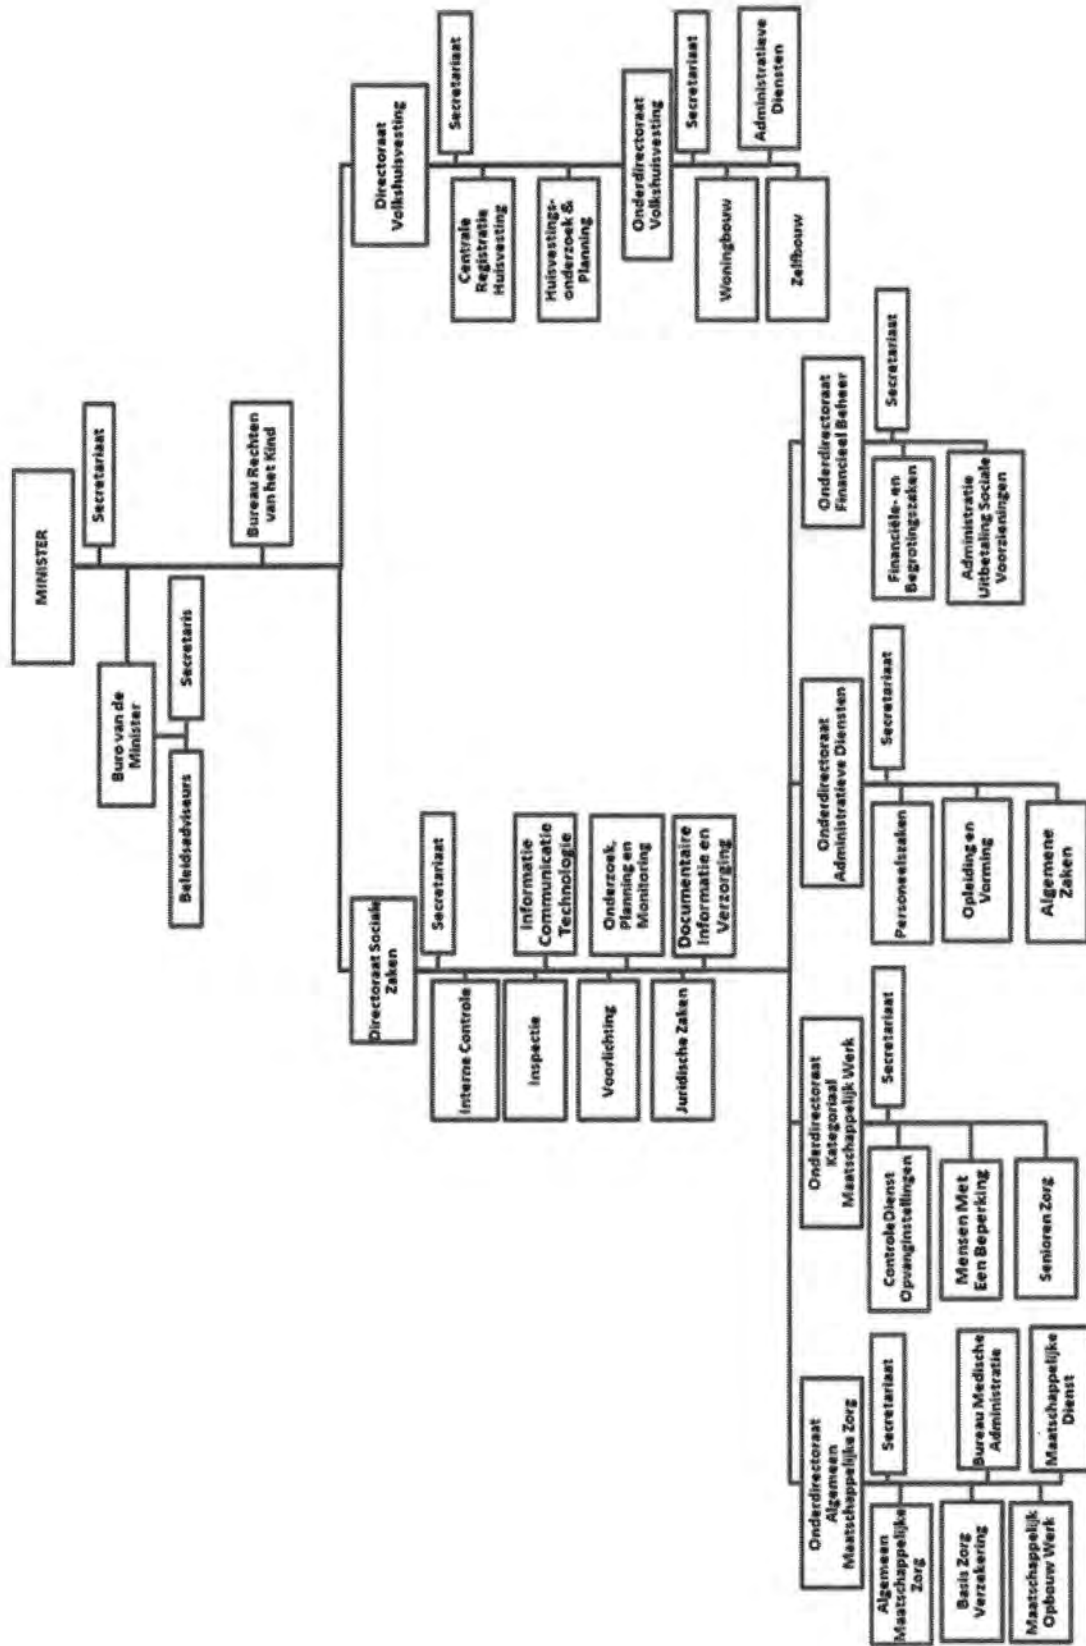 MINISTER
Secretariaat
Buro van de
Minister
Beleidsadviseurs
Secretaris
Bureau Rechten
van het Kind
Directoraat Sociale
Zaken
Secretariaat
Interne Controle
Informatie
Communicatie
Technologie
Inspectie
Onderzoek,
Planning en
Monitoring
Voorlichting
Documentaire
Informatie en
Verzorging
Juridische Zaken
Directoraat
Volkshuisvesting
Secretariaat
Centrale
Registratie
Huisvesting
Huisvestings-
onderzoek &
Planning
Onderdirectoraat
Volkshuisvesting
Secretariaat
Woningbouw
Administratieve
Diensten
Zelfbouw
Onderdirectoraat
Algemeen
Maatschappelijke Zorg
Secretariaat
Algemeen
Maatschappelijke
Zorg
Bureau Medische
Administratie
Basis Zorg
Verzekering
Maatschappelijke
Dienst
Maatschappelijk
Opbouw Werk
Onderdirectoraat
Kategoriaal
Maatschappelijk Werk
Secretariaat
Controle Dienst
Opvanginstellingen
Mensen Met
Een Beperking
Senioren Zorg
Onderdirectoraat
Administratieve Diensten
Secretariaat
Personeelszaken
Opleiding en
Vorming
Algemene
Zaken
Onderdirectoraat
Financieel Beheer
Secretariaat
Financiële- en
Begrotingszaken
Administratie
Uitbetaling Sociale
Voorzieningen